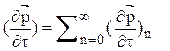 (∂p⃗/∂τ) = ∑_{n=0}^{∞} (∂p⃗/∂τ)_n